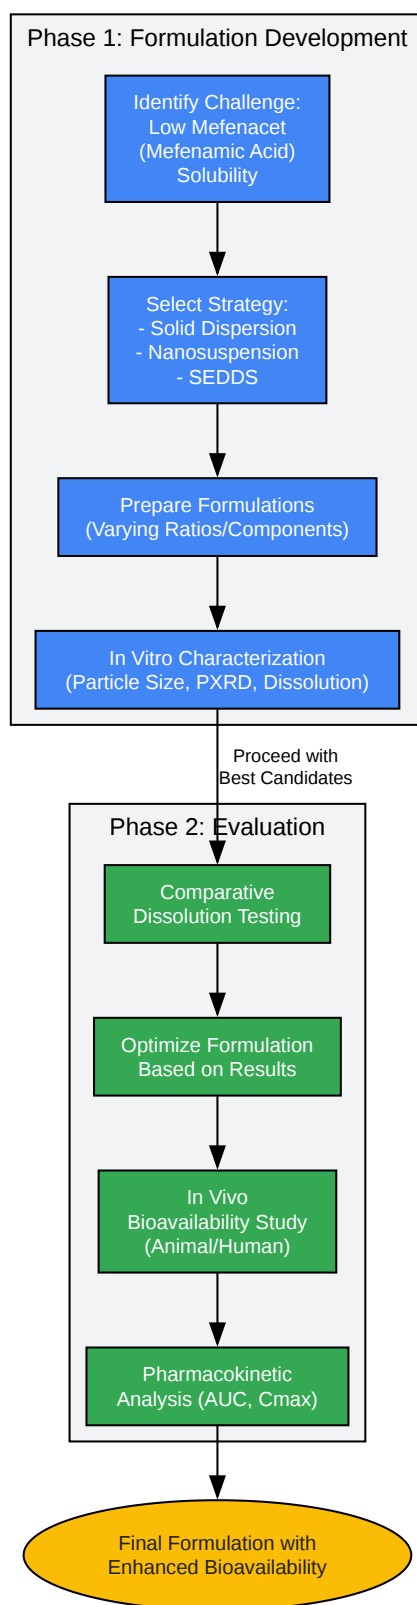 Phase 1: Formulation Development
Identify Challenge:
Low Mefenacet
(Mefenamic Acid)
Solubility
Select Strategy:
- Solid Dispersion
- Nanosuspension
- SEDDS
Prepare Formulations
(Varying Ratios/Components)
In Vitro Characterization
(Particle Size, PXRD, Dissolution)
Proceed with
Best Candidates
Phase 2: Evaluation
Comparative
Dissolution Testing
Optimize Formulation
Based on Results
In Vivo
Bioavailability Study
(Animal/Human)
Pharmacokinetic
Analysis (AUC, Cmax)
Final Formulation with
Enhanced Bioavailability